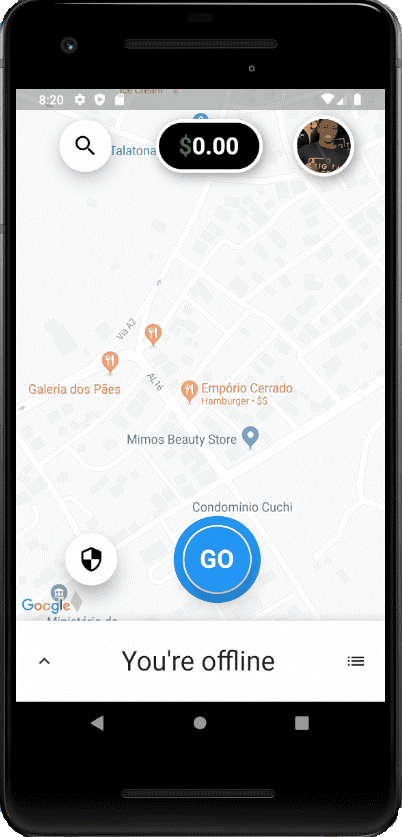 Ice Cream
8:20
Talatona
$0.00
Via A2
Galeria dos Pães
AL16
Empório Cerrado
Hamburger • $$
Mimos Beauty Store
Condomínio Cuchi
GO
Google
Ministério do
You're offline